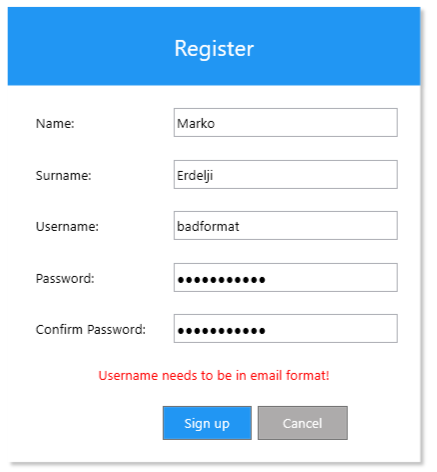 Register
Name: Marko
Surname: Erdelji
Username: badformat
Password: ●●●●●●●●●●●
Confirm Password: ●●●●●●●●●●●
Username needs to be in email format!
Sign up Cancel